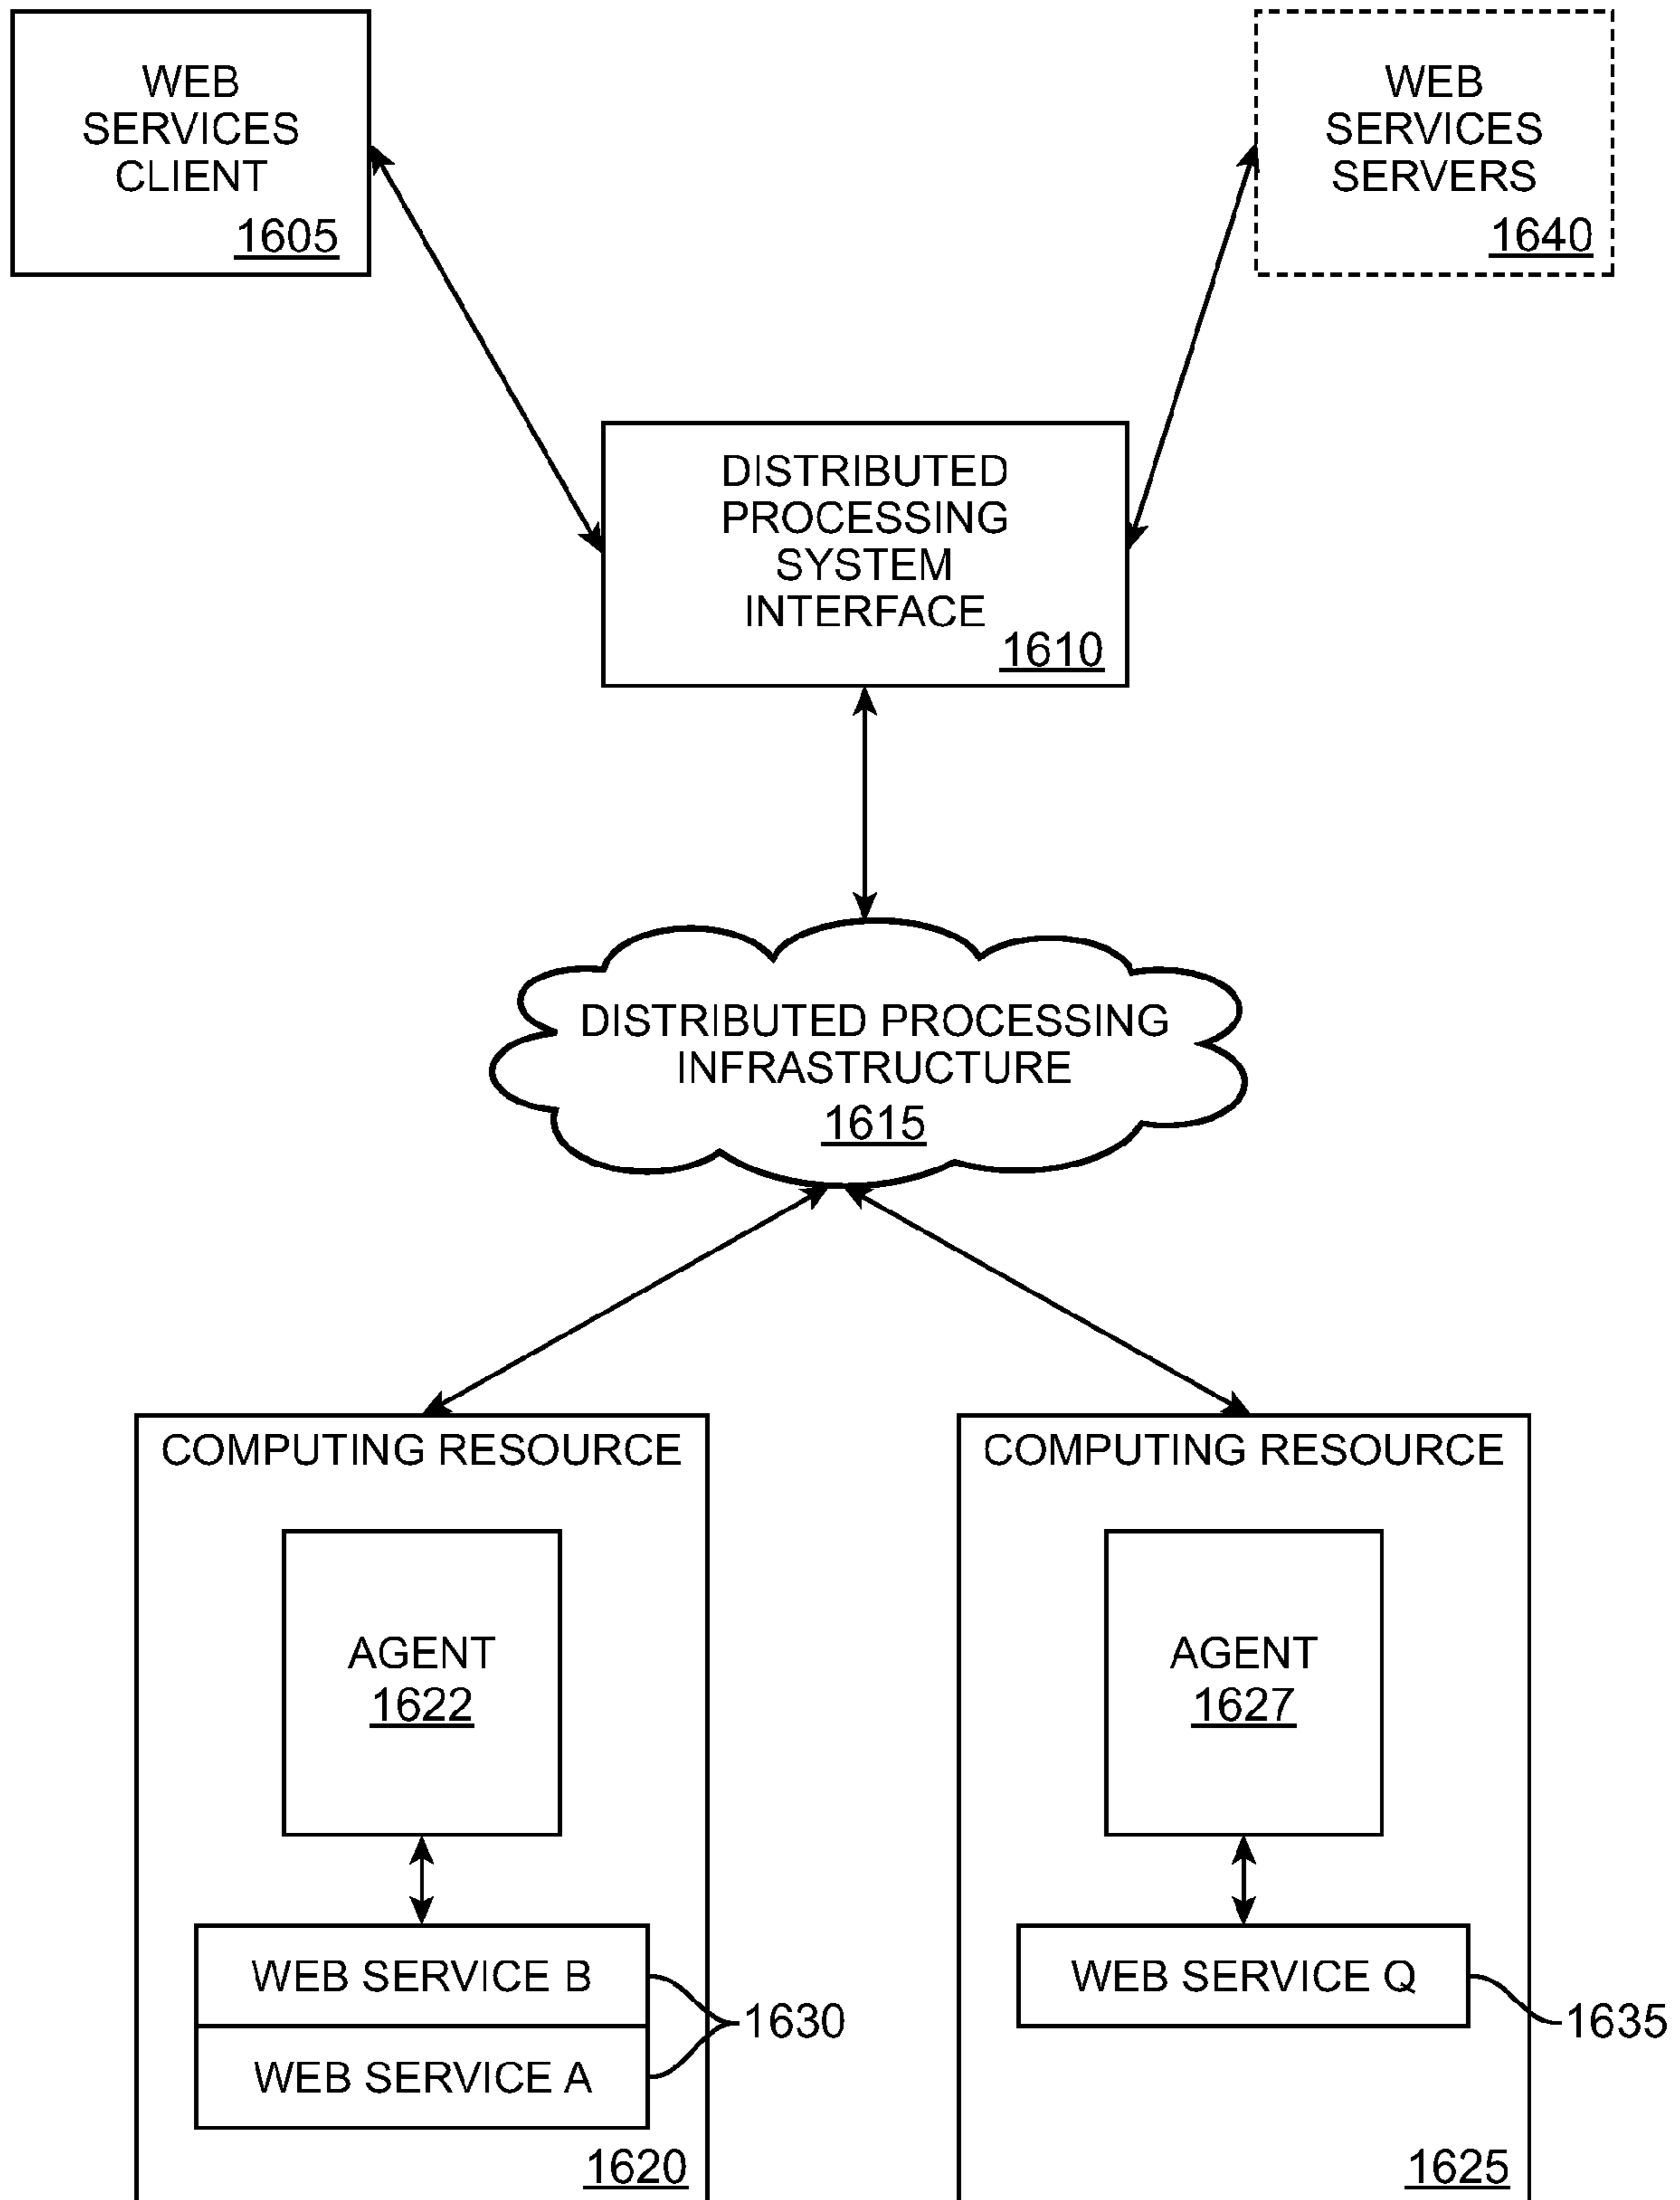 WEB
SERVICES
CLIENT
1605
WEB
SERVICES
SERVERS
1640
DISTRIBUTED
PROCESSING
SYSTEM
INTERFACE
1610
DISTRIBUTED PROCESSING
INFRASTRUCTURE
1615
COMPUTING RESOURCE
AGENT
1622
WEB SERVICE B
WEB SERVICE A
1630
1620
COMPUTING RESOURCE
AGENT
1627
WEB SERVICE Q
1635
1625